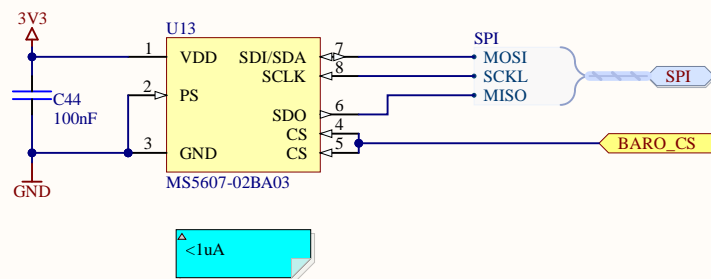 3V3
U13
SPI
1 VDD SDI/SDA 7 MOSI
SCLK 8 SCKL SPI
C44 2 PS MISO
100nF SDO 6
CS 4
3 GND CS 5 BARO_CS
GND MS5607-02BA03
<1uA